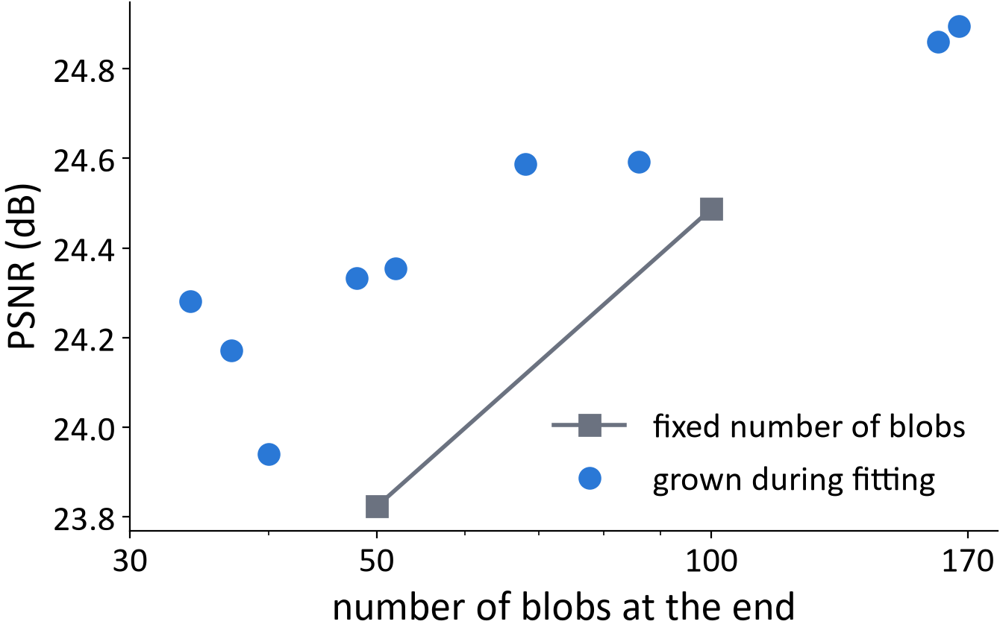 PSNR (dB)
24.8
24.6
24.4
24.2
24.0
23.8
30 50 100 170
number of blobs at the end
fixed number of blobs
grown during fitting